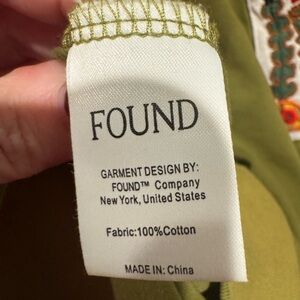 FOUND
GARMENT DESIGN BY:
FOUND™ Company
New York, United States
Fabric:100%Cotton
MADE IN: China